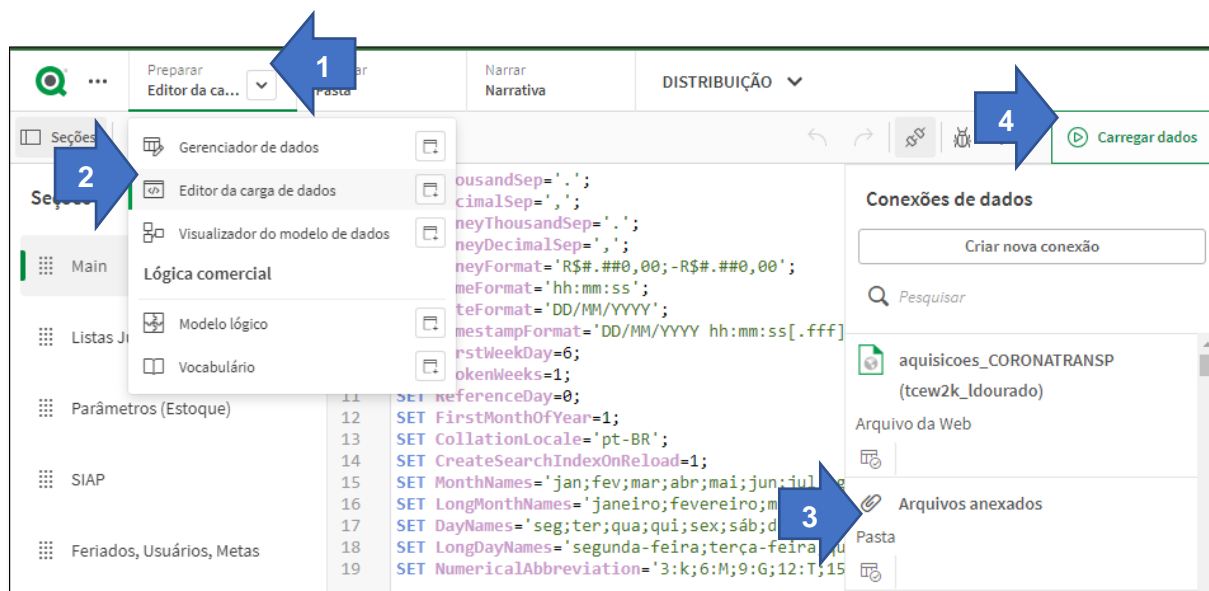 1
Preparar
Editor da ca...
ar
Pasta
Narrar
Narrativa
DISTRIBUIÇÃO
Seções
4
Carregar dados
2
Gerenciador de dados
Editor da carga de dados
Visualizador do modelo de dados
Lógica comercial
Modelo lógico
Vocabulário
Main
Listas
Parâmetros (Estoque)
SIAP
Feriados, Usuários, Metas
ousandSep='.';
cimalSep=',';
neyThousandSep='.';
neyDecimalSep=',';
neyFormat='R$#.##0,00;-R$#.##0,00';
meFormat='hh:mm:ss';
teFormat='DD/MM/YYYY';
mestampFormat='DD/MM/YYYY hh:mm:ss[.fff]
rstWeekDay=6;
okenWeeks=1;
11 SET ReferenceDay=0;
12 SET FirstMonthOfYear=1;
13 SET CollationLocale='pt-BR';
14 SET CreateSearchIndexOnReload=1;
15 SET MonthNames='jan;fev;mar;abr;mai;jun;jul
16 SET LongMonthNames='janeiro;fevereiro;m
17 SET DayNames='seg;ter;qua;qui;sex;sáb;d
18 SET LongDayNames='segunda-feira;terça-feira
19 SET NumericalAbbreviation='3:k;6:M;9:G;12:T;15
Conexões de dados
Criar nova conexão
Pesquisar
aquisicoes_CORONATRANSP
(tcew2k_ldourado)
Arquivo da Web
3
Arquivos anexados
Pasta